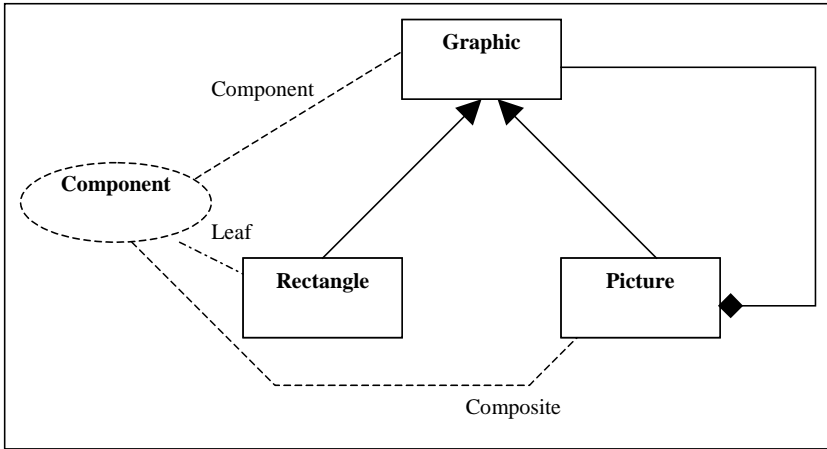 Graphic
Component
Component
Leaf
Rectangle
Picture
Composite